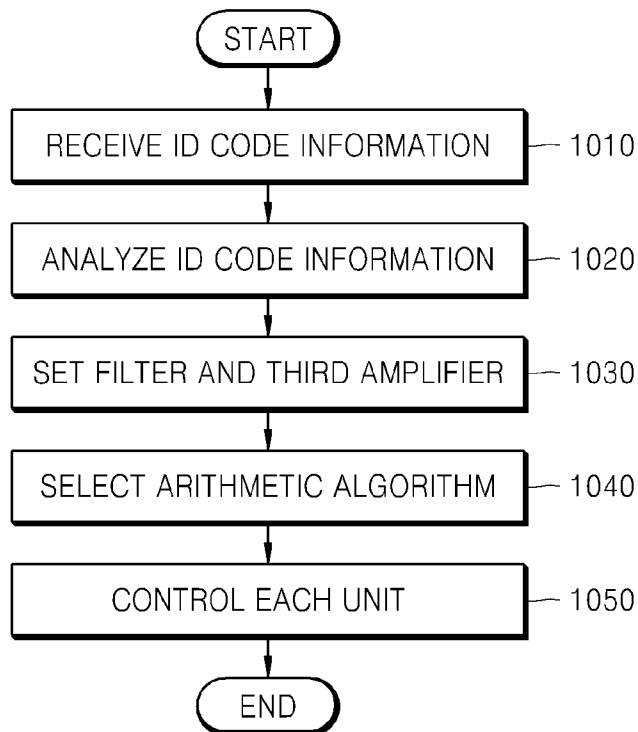 START
RECEIVE ID CODE INFORMATION 1010
ANALYZE ID CODE INFORMATION 1020
SET FILTER AND THIRD AMPLIFIER 1030
SELECT ARITHMETIC ALGORITHM 1040
CONTROL EACH UNIT 1050
END